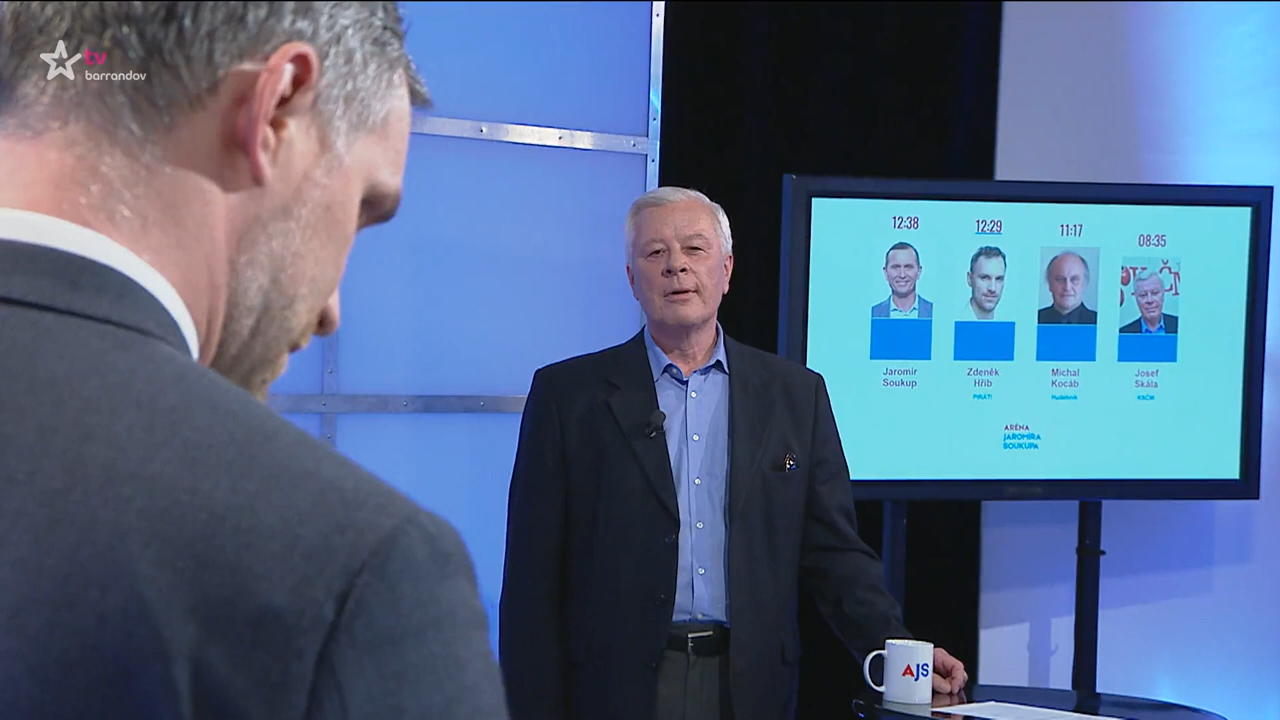 tv
barrandov
12:38
12:29
11:17
08:35
Jaromír
Soukup
Zdeněk
Hřib
PIRÁTI
Michal
Kocáb
Hudebník
Josef
Skála
KSČM
ARÉNA
JAROMÍRA
SOUKUPA
AJS